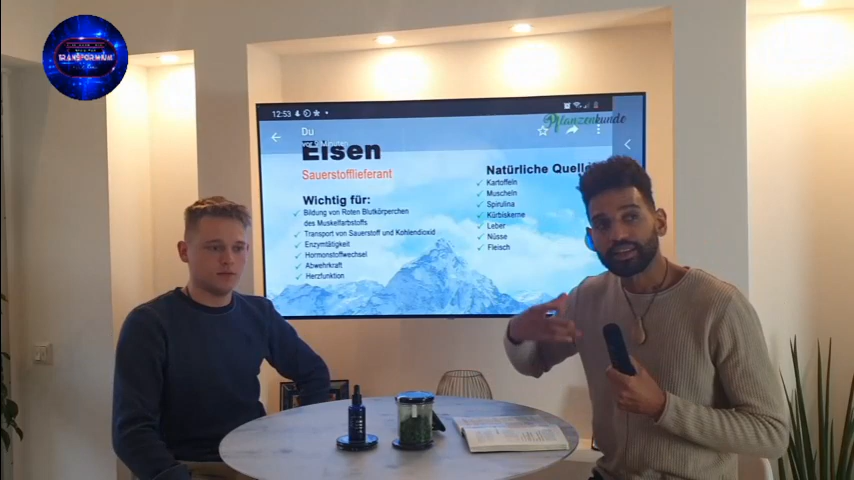 TRANSFORMIUM
12:53
Du
Pflanzenkunde
Eisen
Sauerstofflieferant
Wichtig für:
Bildung von Roten Blutkörperchen
des Muskelfarbstoffs
Transport von Sauerstoff und Kohlendioxid
Enzymtätigkeit
Hormonstoffwechsel
Abwehrkraft
Herzfunktion
Natürliche
Kartoffeln
Muscheln
Spirulina
Kürbiskerne
Leber
Nüsse
Fleisch